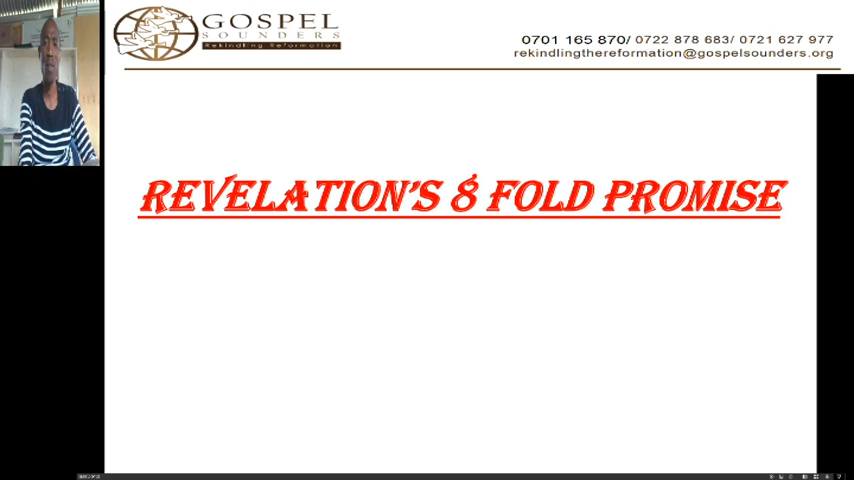 GOSPEL
SOUNDERS
Rekindling Reformation
0701 165 870/ 0722 878 683/ 0721 627 977
rekindlingthereformation@gospelsounders.org
REVELATION'S 8 FOLD PROMISE